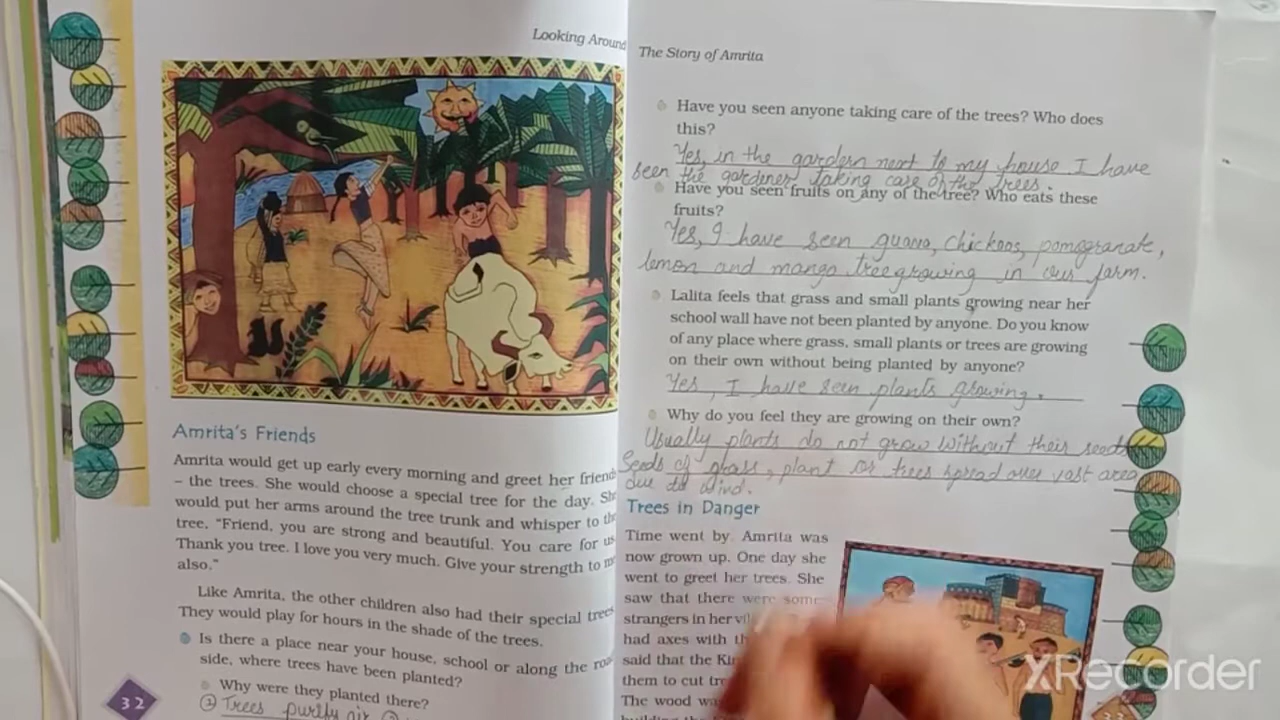 Looking Around
Amrita's Friends
Amrita would get up early every morning and greet her friends
– the trees. She would choose a special tree for the day. She
would put her arms around the tree trunk and whisper to the
tree, "Friend, you are strong and beautiful. You care for us.
Thank you tree. I love you very much. Give your strength to me
also."
Like Amrita, the other children also had their special trees.
They would play for hours in the shade of the trees.
Is there a place near your house, school or along the road
side, where trees have been planted?
Why were they planted there?
Trees purify air
32
The Story of Amrita
Have you seen anyone taking care of the trees? Who does
this?
Yes, in the gardern next to my house I have
seen the gardener taking care of the trees.
Have you seen fruits on any of the tree? Who eats these
fruits?
Yes, I have seen guava, chickoos, pomogranate,
lemon and mango tree growing in our farm.
Lalita feels that grass and small plants growing near her
school wall have not been planted by anyone. Do you know
of any place where grass, small plants or trees are growing
on their own without being planted by anyone?
Yes, I have seen plants growing.
Why do you feel they are growing on their own?
Usually plants do not grow without their seeds
Seeds of grass, plant or trees spread over vast area
due to wind.
Trees in Danger
Time went by. Amrita was
now grown up. One day she
went to greet her trees. She
saw that there were some
strangers in her
had axes with
said that the
them to cut
The wood
XRecorder